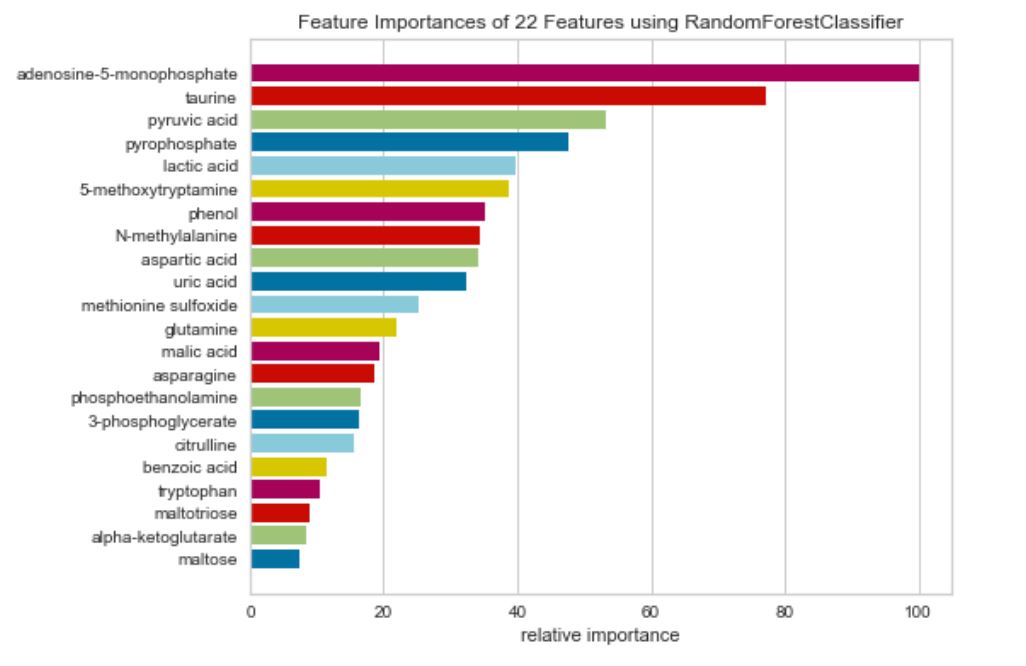 Feature Importances of 22 Features using RandomForestClassifier
adenosine-5-monophosphate
taurine
pyruvic acid
pyrophosphate
lactic acid
5-methoxytryptamine
phenol
N-methylalanine
aspartic acid
uric acid
methionine sulfoxide
glutamine
malic acid
asparagine
phosphoethanolamine
3-phosphoglycerate
citrulline
benzoic acid
tryptophan
maltotriose
alpha-ketoglutarate
maltose
0 20 40 60 80 100
relative importance